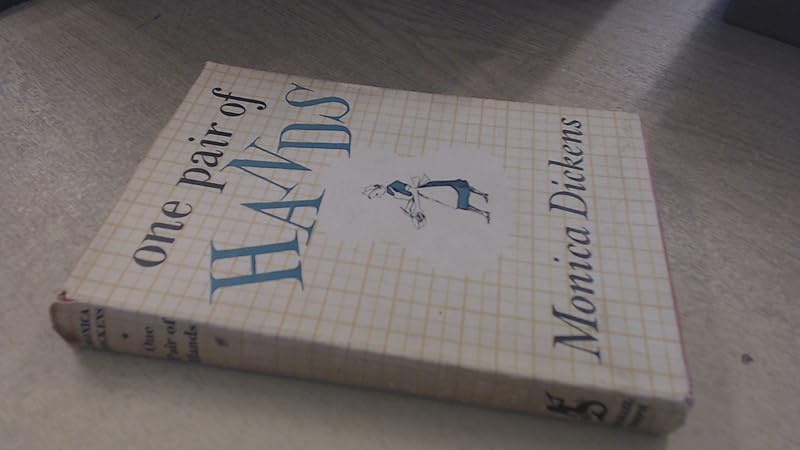 One pair of
HANDS
Monica Dickens
MONICA
DICKENS
One
Pair of
Hands